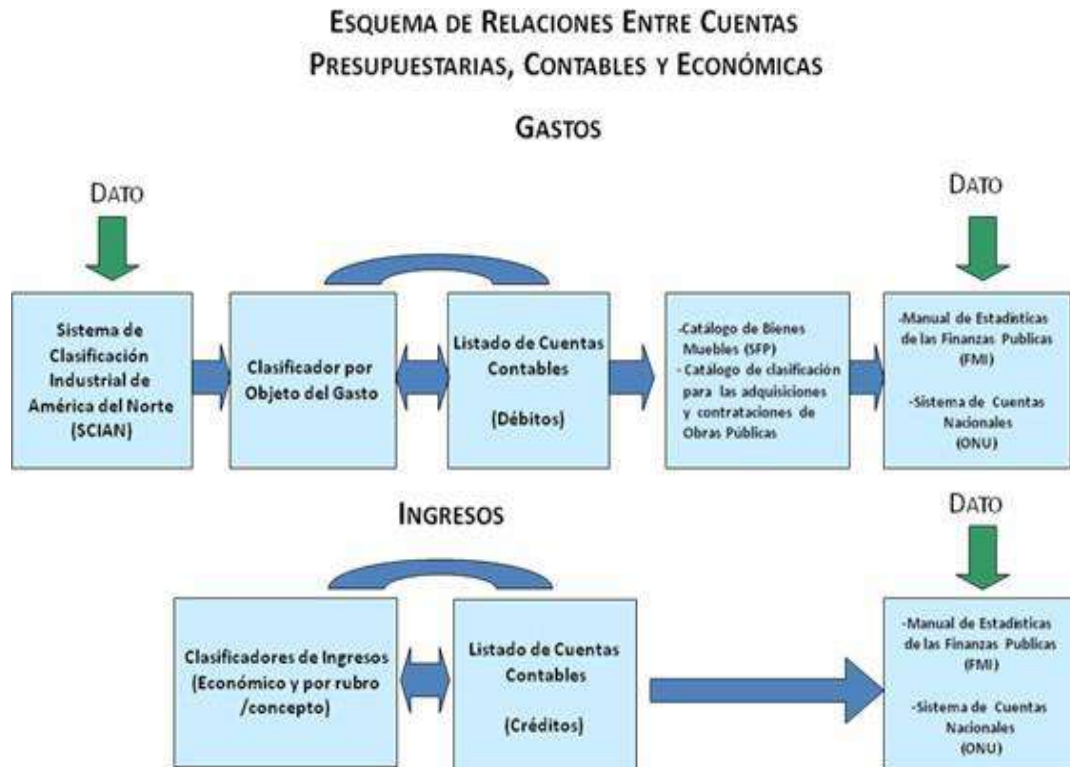 ESQUEMA DE RELACIONES ENTRE CUENTAS
PRESUPUESTARIAS, CONTABLES Y ECONÓMICAS
GASTOS
DATO
DATO
Sistema de
Clasificación
Industrial de
América del Norte
(SCIAN)
Clasificador por
Objeto del Gasto
Listado de Cuentas
Contables
(Débitos)
-Catálogo de Bienes
Muebles (SFP)
- Catálogo de clasificación
para las adquisiciones
y contrataciones de
Obras Públicas
-Manual de Estadisticas
de las Finanzas Publicas
(FMI)
-Sistema de Cuentas
Nacionales
(ONU)
INGRESOS
DATO
Clasificadores de Ingresos
(Económico y por rubro
/concepto)
Listado de Cuentas
Contables
(Créditos)
-Manual de Estadisticas
de las Finanzas Publicas
(FMI)
-Sistema de Cuentas
Nacionales
(ONU)